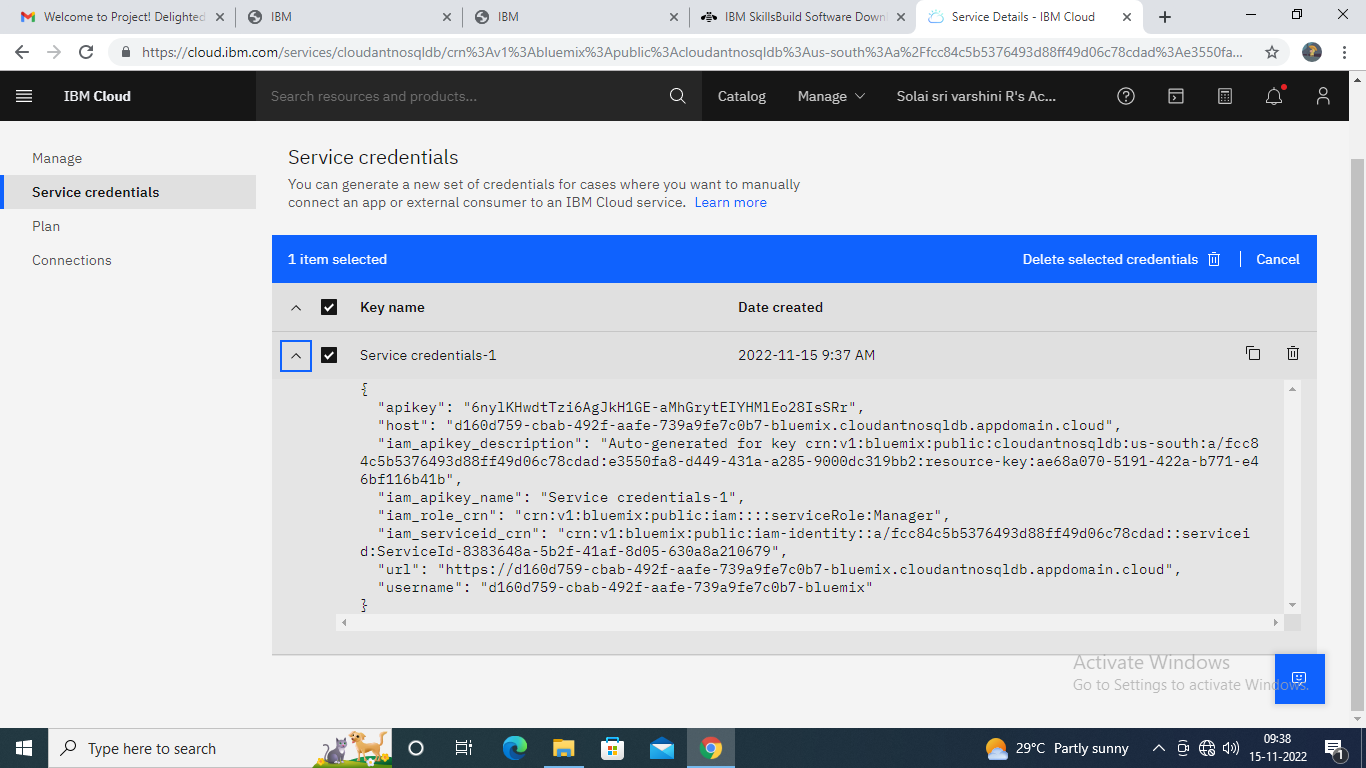 Welcome to Project! Delighted
IBM
IBM
IBM SkillsBuild Software Downl
Service Details - IBM Cloud
https://cloud.ibm.com/services/cloudantnosqldb/crn%3Av1%3Abluemix%3Apublic%3Acloudantnosqldb%3Aus-south%3Aa%2Ffcc84c5b5376493d88ff49d06c78cdad%3Ae3550fa...
IBM Cloud
Search resources and products...
Catalog
Manage
Solai sri varshini R's Ac...
Manage
Service credentials
Plan
Connections
Service credentials
You can generate a new set of credentials for cases where you want to manually
connect an app or external consumer to an IBM Cloud service. Learn more
1 item selected
Delete selected credentials
Cancel
Key name
Date created
Service credentials-1
2022-11-15 9:37 AM
{
"apikey": "6nylKHwdtTzi6AgJkH1GE-aMhGrytEIYHMlEo28IsSRr",
"host": "d160d759-cbab-492f-aafe-739a9fe7c0b7-bluemix.cloudantnosqldb.appdomain.cloud",
"iam_apikey_description": "Auto-generated for key crn:v1:bluemix:public:cloudantnosqldb:us-south:a/fcc8
4c5b5376493d88ff49d06c78cdad:e3550fa8-d449-431a-a285-9000dc319bb2:resource-key:ae68a070-5191-422a-b771-e4
6bf116b41b",
"iam_apikey_name": "Service credentials-1",
"iam_role_crn": "crn:v1:bluemix:public:iam::::serviceRole:Manager",
"iam_serviceid_crn": "crn:v1:bluemix:public:iam-identity::a/fcc84c5b5376493d88ff49d06c78cdad::servicei
d:ServiceId-8383648a-5b2f-41af-8d05-630a8a210679",
"url": "https://d160d759-cbab-492f-aafe-739a9fe7c0b7-bluemix.cloudantnosqldb.appdomain.cloud",
"username": "d160d759-cbab-492f-aafe-739a9fe7c0b7-bluemix"
}
Activate Windows
Go to Settings to activate Windows.
Type here to search
29°C Partly sunny
09:38
15-11-2022
1